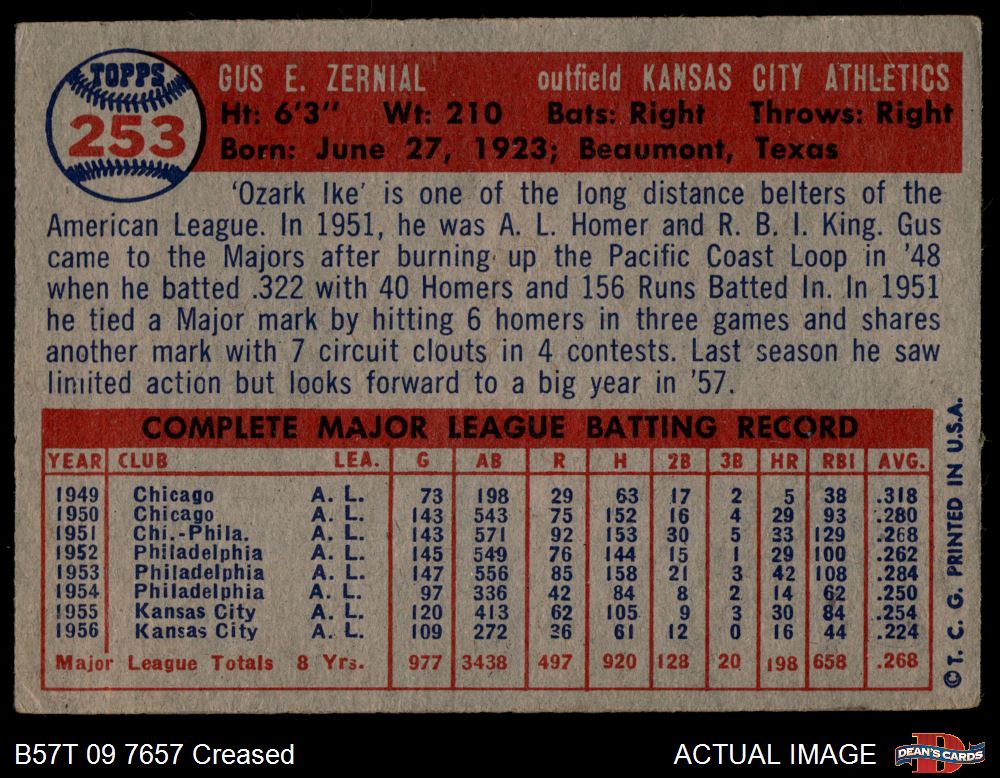 TOPPS
253
GUS E. ZERNIAL outfield KANSAS CITY ATHLETICS
Ht: 6'3" Wt: 210 Bats: Right Throws: Right
Born: June 27, 1923; Beaumont, Texas
'Ozark Ike' is one of the long distance belters of the
American League. In 1951, he was A. L. Homer and R. B. I. King. Gus
came to the Majors after burning up the Pacific Coast Loop in '48
when he batted .322 with 40 Homers and 156 Runs Batted In. In 1951
he tied a Major mark by hitting 6 homers in three games and shares
another mark with 7 circuit clouts in 4 contests. Last season he saw
limited action but looks forward to a big year in '57.
COMPLETE MAJOR LEAGUE BATTING RECORD
YEAR CLUB LEA. G AB R H 2B 3B HR RBI AVG.
1949 Chicago A. L. 73 198 29 63 17 2 5 38 .318
1950 Chicago A. L. 143 543 75 152 16 4 29 93 .280
1951 Chi.-Phila. A. L. 143 571 92 153 30 5 33 129 .268
1952 Philadelphia A. L. 145 549 76 144 15 1 29 100 .262
1953 Philadelphia A. L. 147 556 85 158 21 3 42 108 .284
1954 Philadelphia A. L. 97 336 42 84 8 2 14 62 .250
1955 Kansas City A. L. 120 413 62 105 9 3 30 84 .254
1956 Kansas City A. L. 109 272 36 61 12 0 16 44 .224
Major League Totals 8 Yrs. 977 3438 497 920 128 20 198 658 .268
©T. C. G. PRINTED IN U.S.A.
B57T 09 7657 Creased
ACTUAL IMAGE
DEAN'S CARDS